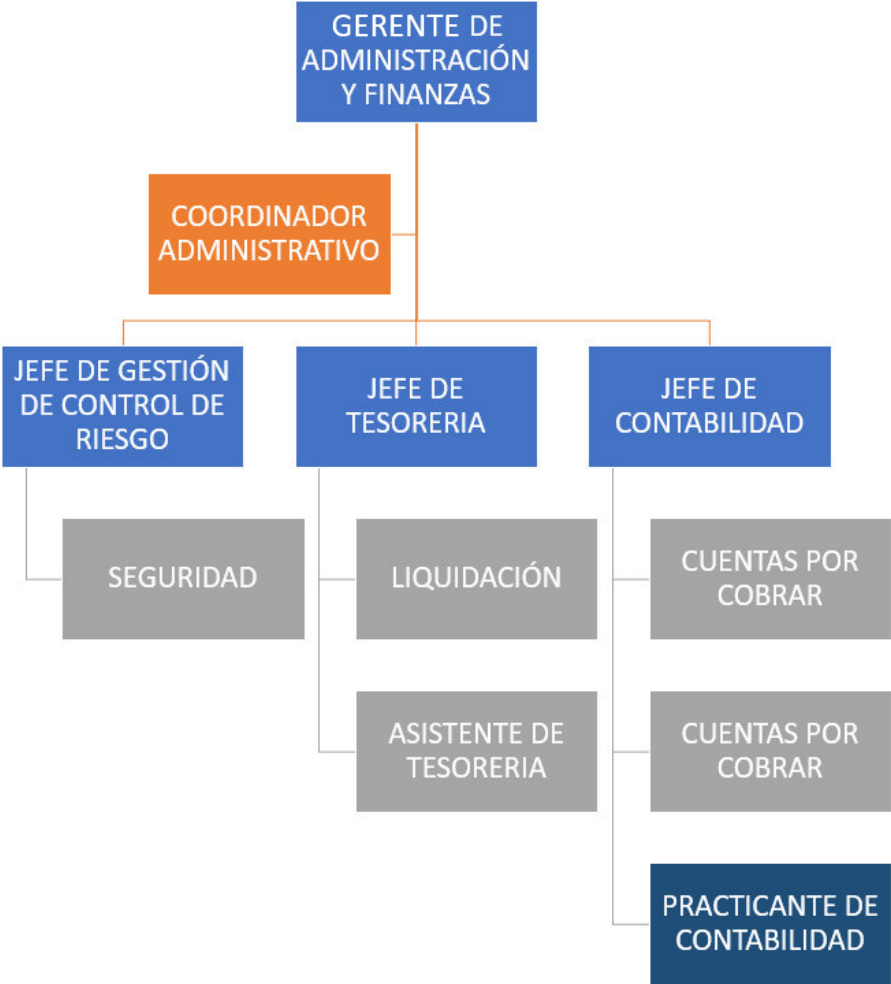 GERENTE DE
ADMINISTRACIÓN
Y FINANZAS
COORDINADOR
ADMINISTRATIVO
JEFE DE GESTIÓN
DE CONTROL DE
RIESGO
JEFE DE
TESORERIA
JEFE DE
CONTABILIDAD
SEGURIDAD
LIQUIDACIÓN
CUENTAS POR
COBRAR
ASISTENTE DE
TESORERIA
CUENTAS POR
COBRAR
PRACTICANTE DE
CONTABILIDAD